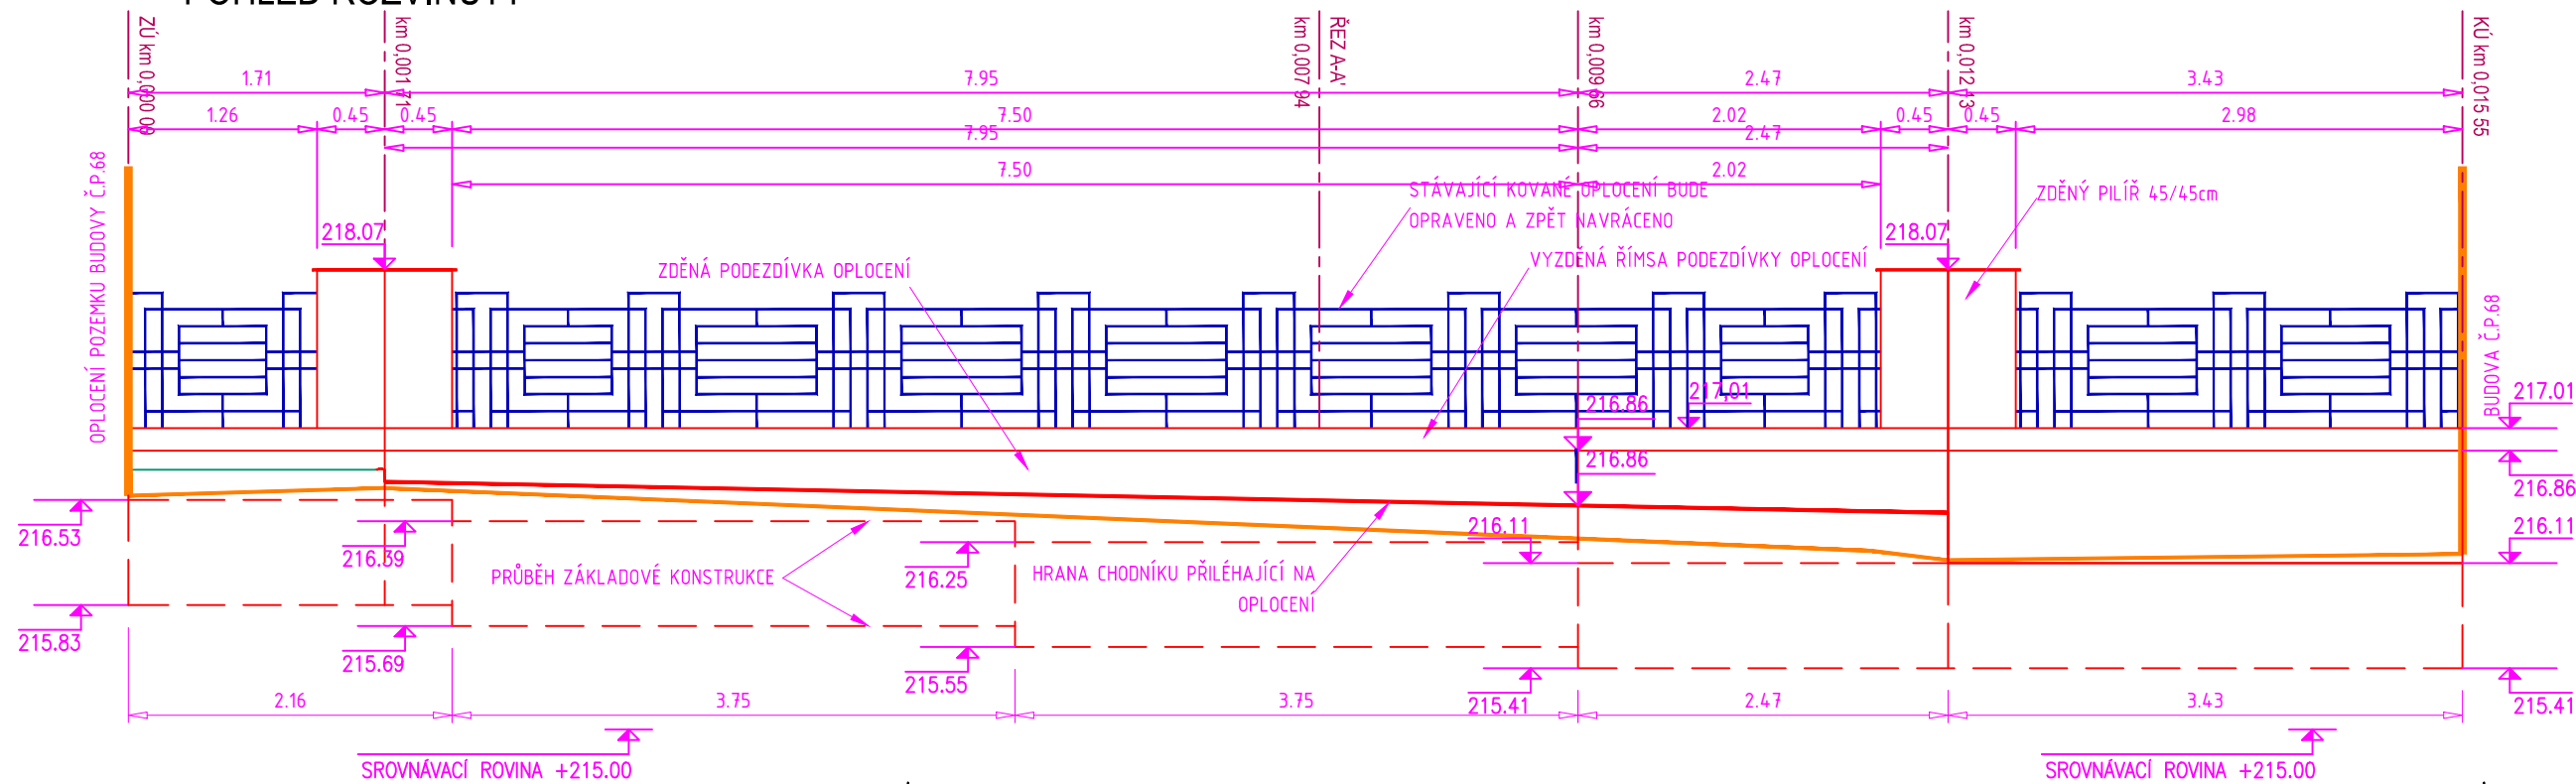 POHLED ROZVINUTÝ
ZÚ km 0,000 00
km 0,001 71
km 0,007 94
ŘEZ A-A'
km 0,009 66
km 0,012 13
KÚ km 0,015 55
1.71
7.95
2.47
3.43
1.26
0.45
0.45
7.50
2.02
0.45
0.45
2.98
7.95
2.47
7.50
2.02
OPLOCENÍ POZEMKU BUDOVY Č.P.68
STÁVAJÍCÍ KOVANÉ OPLOCENÍ BUDE
OPRAVENO A ZPĚT NAVRÁCENO
ZDĚNÝ PILÍŘ 45/45cm
218.07
218.07
ZDĚNÁ PODEZDÍVKA OPLOCENÍ
VYZDĚNÁ ŘÍMSA PODEZDÍVKY OPLOCENÍ
BUDOVA Č.P.68
216.86
217,01
217.01
216.86
216.86
216.53
216.39
216.25
216.11
216.11
PRŮBĚH ZÁKLADOVÉ KONSTRUKCE
HRANA CHODNÍKU PŘILÉHAJÍCÍ NA
OPLOCENÍ
215.83
215.69
215.55
215.41
215.41
2.16
3.75
3.75
2.47
3.43
SROVNÁVACÍ ROVINA +215.00
SROVNÁVACÍ ROVINA +215.00